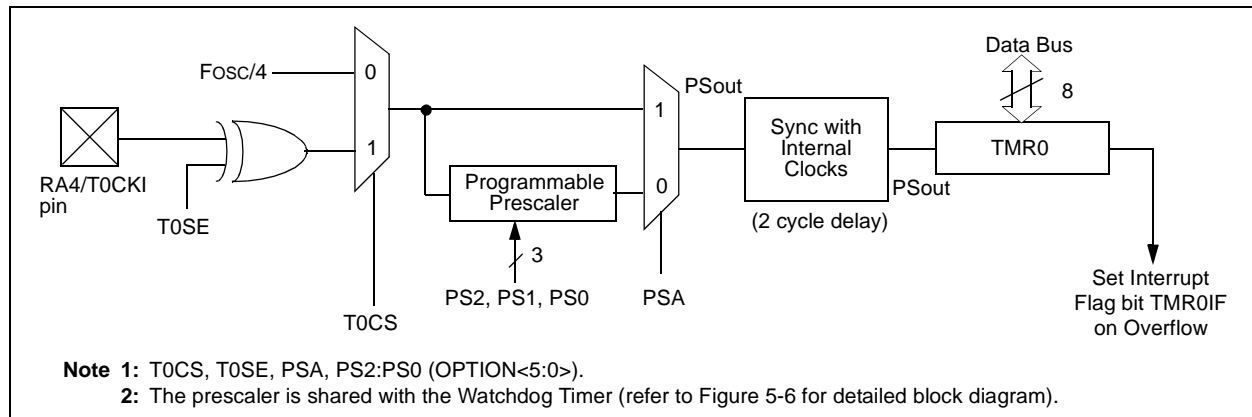 Data Bus
FOSC/4
0
8
PSout
1
1
Sync with
Internal
Clocks
TMR0
RA4/T0CKI
pin
Programmable
Prescaler
0
PSout
T0SE
(2 cycle delay)
3
PS2, PS1, PS0
PSA
Set Interrupt
Flag bit TMR0IF
on Overflow
T0CS
Note 1: T0CS, T0SE, PSA, PS2:PS0 (OPTION<5:0>).
2: The prescaler is shared with the Watchdog Timer (refer to Figure 5-6 for detailed block diagram).